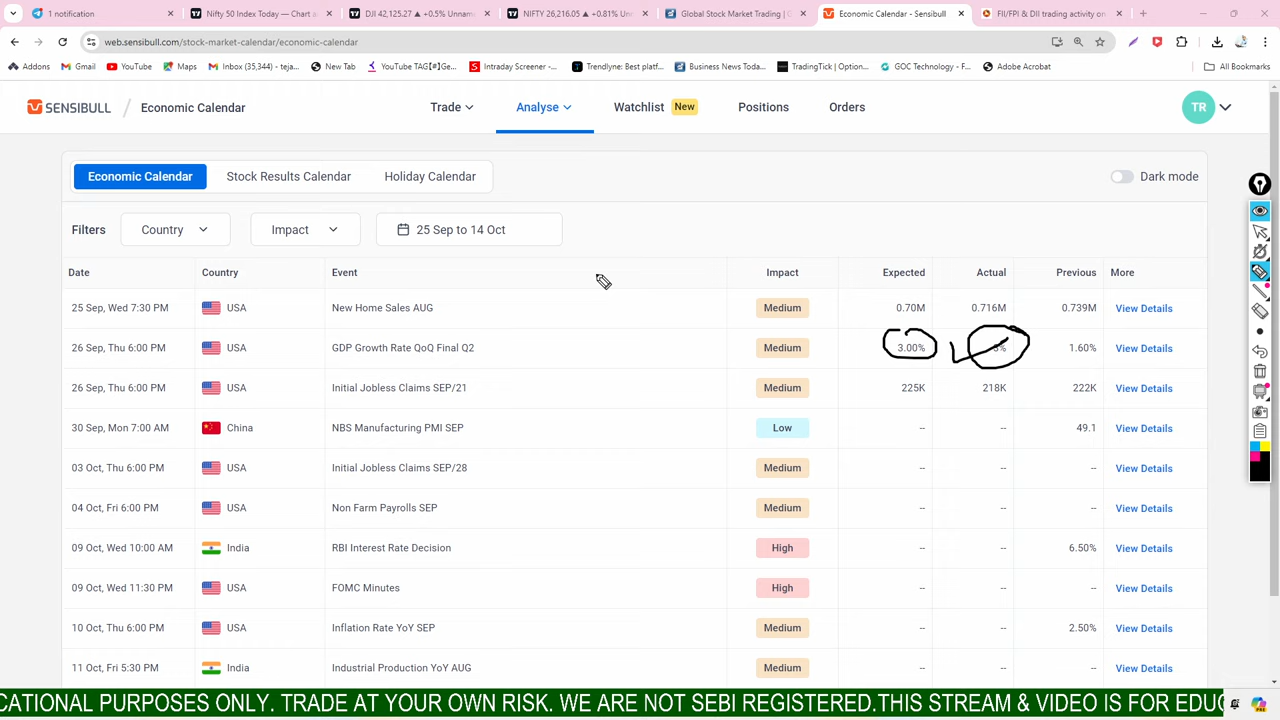 1 notification
Nifty 50 Index Today — Chart a
DJI 42,125.27 ▲ +0.5% Unnam
NIFTY 26,216.05 ▲ +0.81% Un
Global Stock Market Trading |
Economic Calendar - Sensibull
FII/FPI & DII trading activity on
web.sensibull.com/stock-market-calendar/economic-calendar
Addons Gmail YouTube Maps Inbox (35,344) - teja... New Tab YouTube TAG【#】Ge... Intraday Screener -... Trendlyne: Best platf... Business News Toda... TradingTick | Option... GOC Technology - F... Adobe Acrobat All Bookmarks
SENSIBULL / Economic Calendar Trade Analyse Watchlist New Positions Orders TR
Economic Calendar Stock Results Calendar Holiday Calendar Dark mode
Filters Country Impact 25 Sep to 14 Oct
Date Country Event Impact Expected Actual Previous More
25 Sep, Wed 7:30 PM USA New Home Sales AUG Medium 0.70M 0.716M 0.739M View Details
26 Sep, Thu 6:00 PM USA GDP Growth Rate QoQ Final Q2 Medium 3.00% 3% 1.60% View Details
26 Sep, Thu 6:00 PM USA Initial Jobless Claims SEP/21 Medium 225K 218K 222K View Details
30 Sep, Mon 7:00 AM China NBS Manufacturing PMI SEP Low -- -- 49.1 View Details
03 Oct, Thu 6:00 PM USA Initial Jobless Claims SEP/28 Medium -- -- -- View Details
04 Oct, Fri 6:00 PM USA Non Farm Payrolls SEP Medium -- -- -- View Details
09 Oct, Wed 10:00 AM India RBI Interest Rate Decision High -- -- 6.50% View Details
09 Oct, Wed 11:30 PM USA FOMC Minutes High -- -- -- View Details
10 Oct, Thu 6:00 PM USA Inflation Rate YoY SEP Medium -- -- 2.50% View Details
11 Oct, Fri 5:30 PM India Industrial Production YoY AUG Medium -- -- -- View Details
CATIONAL PURPOSES ONLY. TRADE AT YOUR OWN RISK. WE ARE NOT SEBI REGISTERED.THIS STREAM & VIDEO IS FOR EDUC